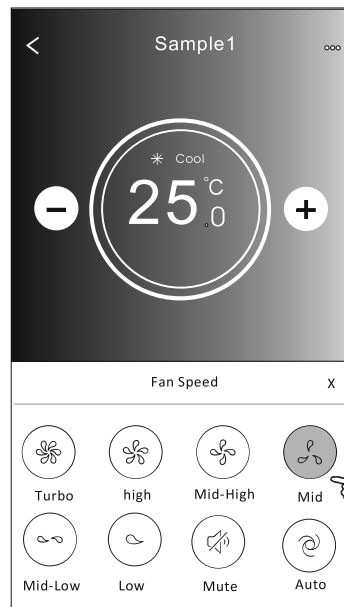 Sample1
Cool
25.0°C
Fan Speed X
Turbo high Mid-High Mid
Mid-Low Low Mute Auto